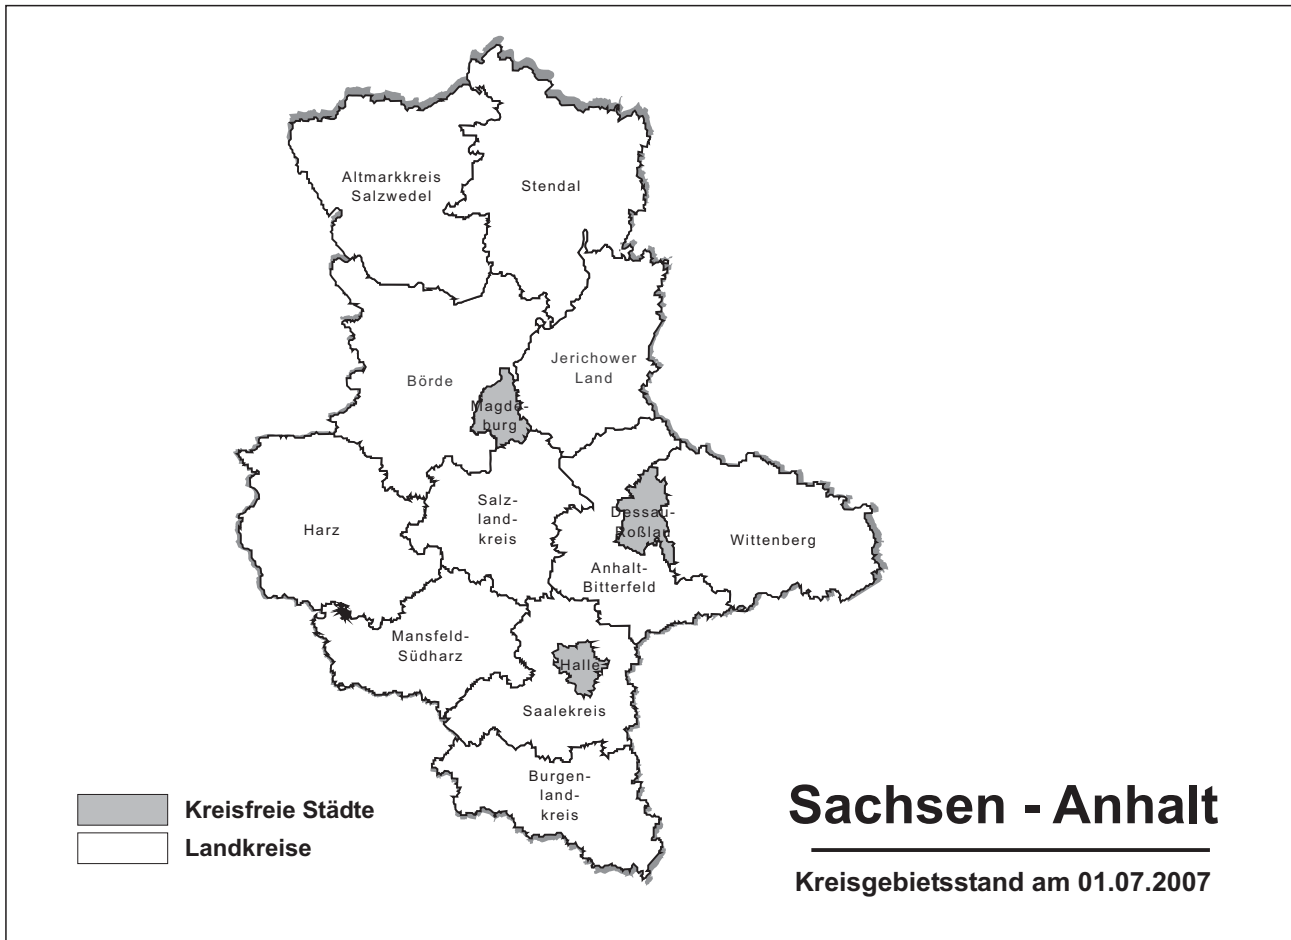 Altmarkkreis
Salzwedel
Stendal
Jerichower
Land
Börde
Magde-
burg
Salz-
land-
kreis
Harz
Dessau-
Roßlau
Wittenberg
Anhalt-
Bitterfeld
Mansfeld-
Südharz
Halle
Saalekreis
Burgen-
land-
kreis
Kreisfreie Städte
Landkreise
Sachsen - Anhalt
Kreisgebietsstand am 01.07.2007